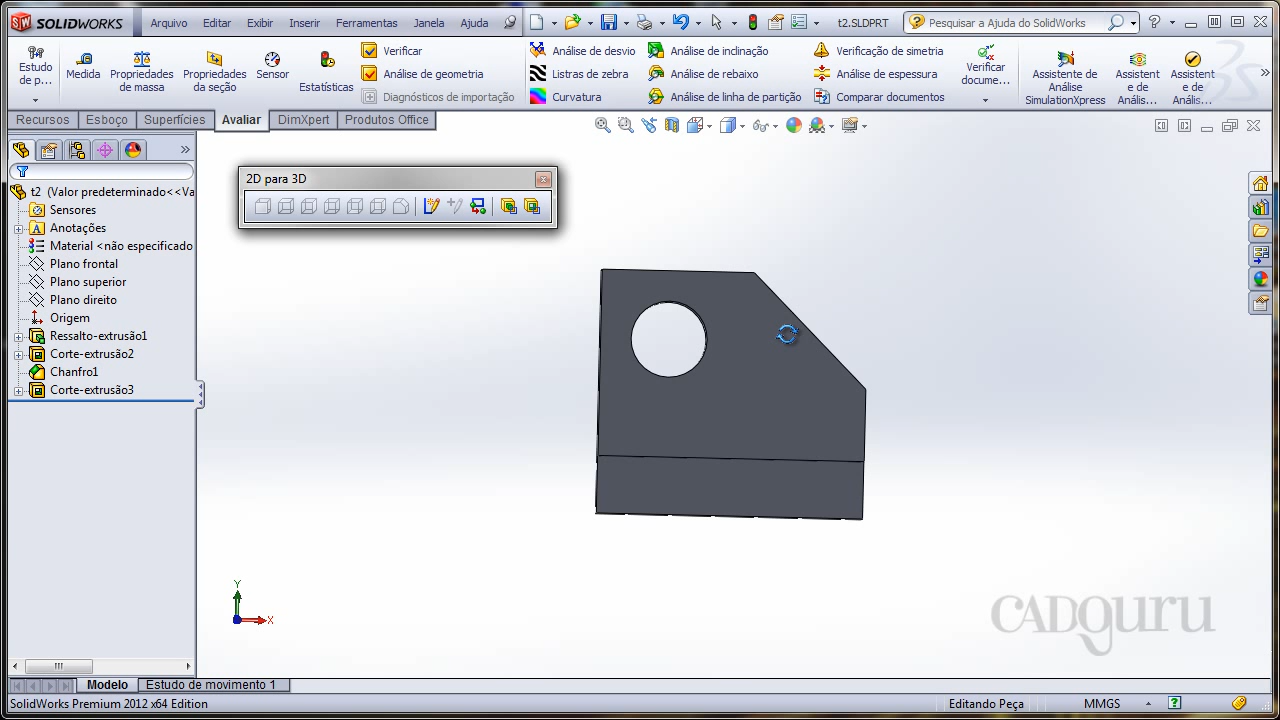 SOLIDWORKS Arquivo Editar Exibir Inserir Ferramentas Janela Ajuda t2.SLDPRT Pesquisar a Ajuda do SolidWorks
Estudo de p...
Medida
Propriedades de massa
Propriedades da seção
Sensor
Estatísticas
Verificar
Análise de geometria
Diagnósticos de importação
Análise de desvio
Listras de zebra
Curvatura
Análise de inclinação
Análise de rebaixo
Análise de linha de partição
Verificação de simetria
Análise de espessura
Comparar documentos
Verificar docume...
Assistente de Análise SimulationXpress
Assistent e de Anális...
Assistent e de Anális...
Recursos Esboço Superfícies Avaliar DimXpert Produtos Office
2D para 3D
t2 (Valor predeterminado<<Va
Sensores
Anotações
Material <não especificado
Plano frontal
Plano superior
Plano direito
Origem
Ressalto-extrusão1
Corte-extrusão2
Chanfro1
Corte-extrusão3
Y
X
CADguru
Modelo Estudo de movimento 1
SolidWorks Premium 2012 x64 Edition Editando Peça MMGS